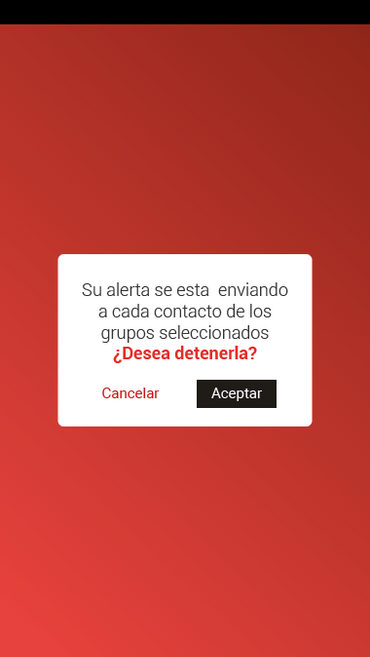 Su alerta se esta  enviando
a cada contacto de los
grupos seleccionados
¿Desea detenerla?
Cancelar
Aceptar